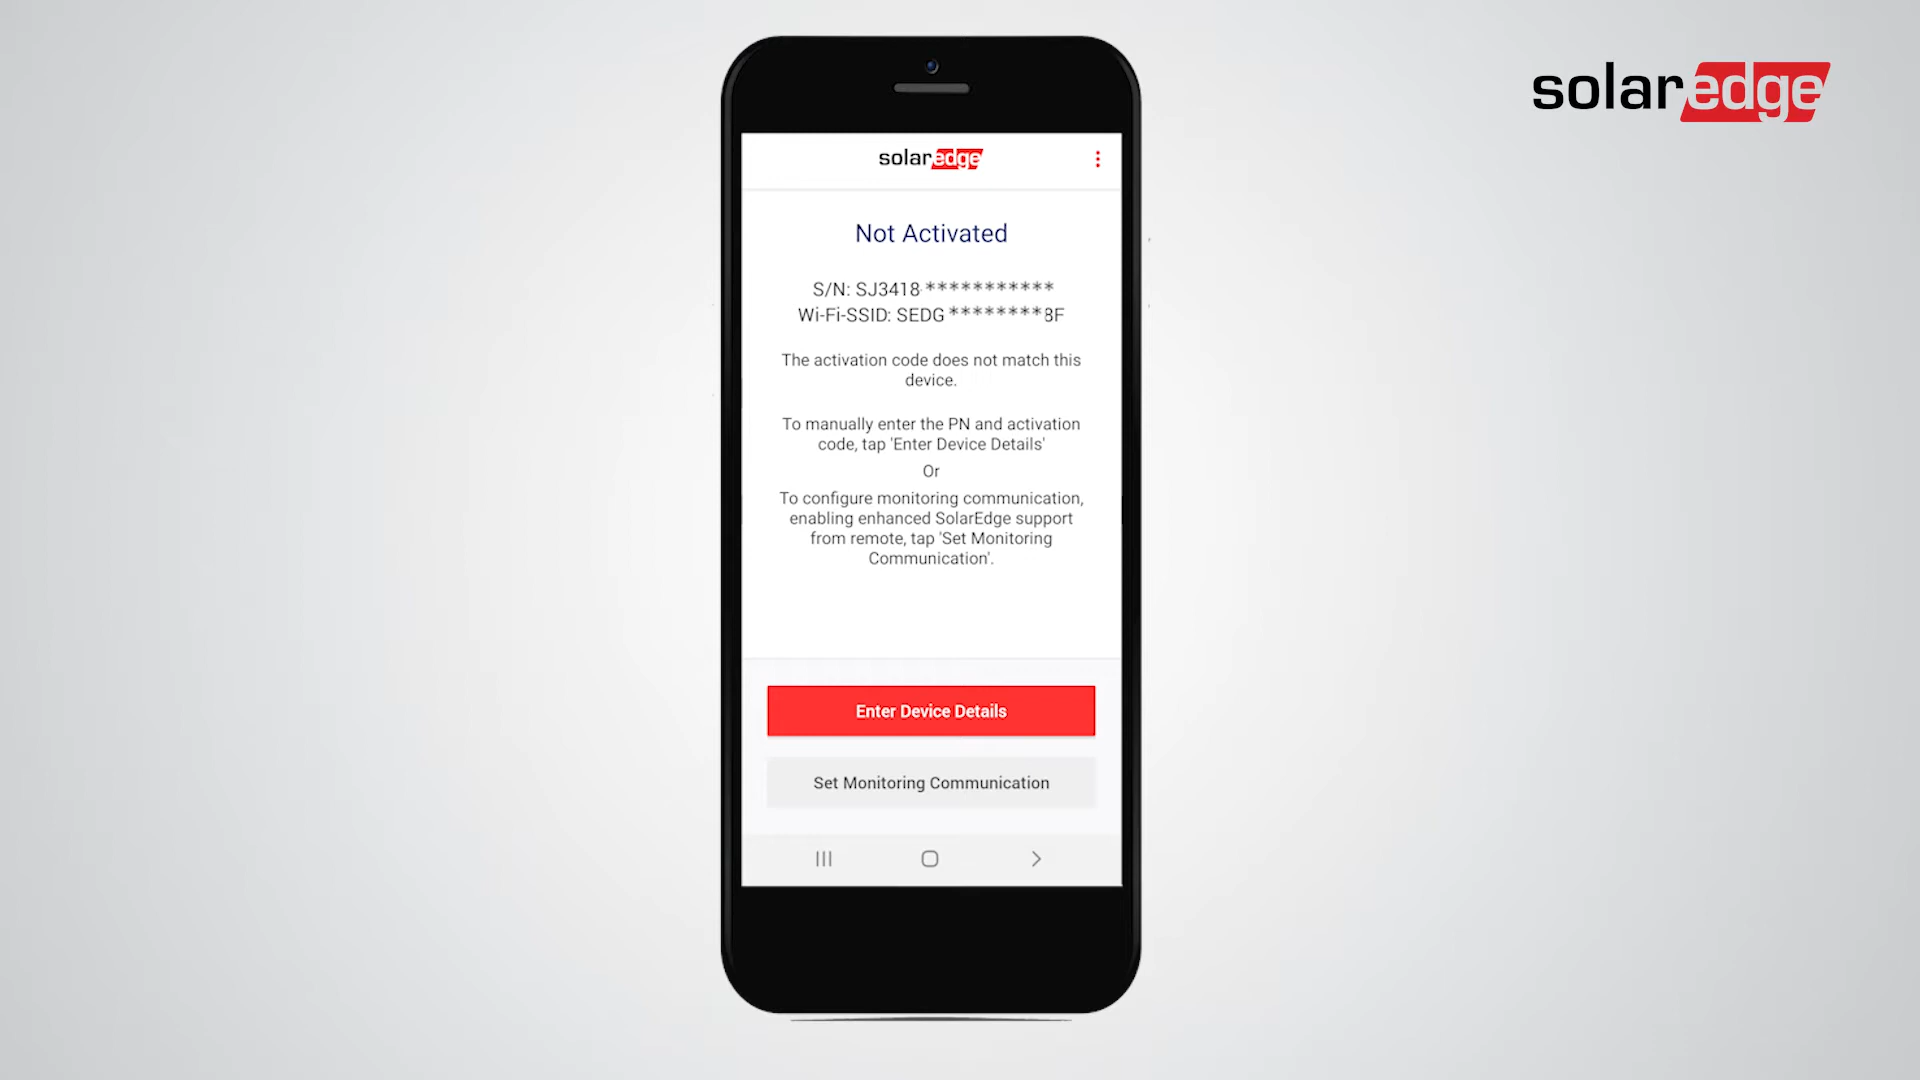 solaredge
solaredge
Not Activated
S/N: SJ3418 ***********
Wi-Fi-SSID: SEDG ********8F
The activation code does not match this
device.
To manually enter the PN and activation
code, tap 'Enter Device Details'
Or
To configure monitoring communication,
enabling enhanced SolarEdge support
from remote, tap 'Set Monitoring
Communication'.
Enter Device Details
Set Monitoring Communication